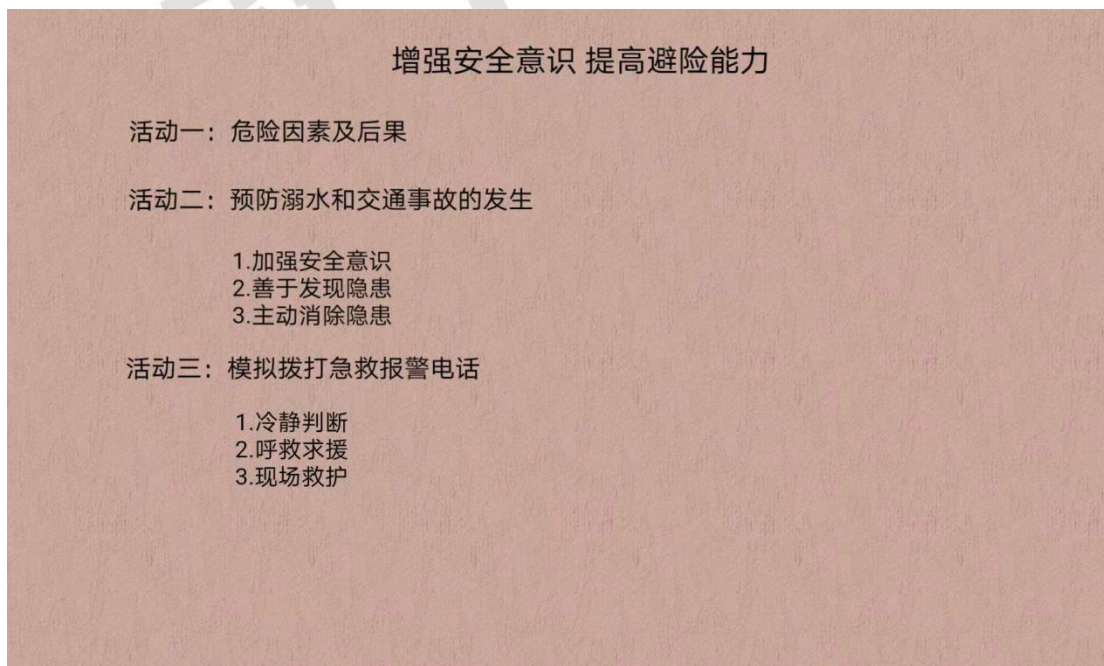 增强安全意识 提高避险能力
活动一：危险因素及后果
活动二：预防溺水和交通事故的发生
1.加强安全意识
2.善于发现隐患
3.主动消除隐患
活动三：模拟拨打急救报警电话
1.冷静判断
2.呼救求援
3.现场救护